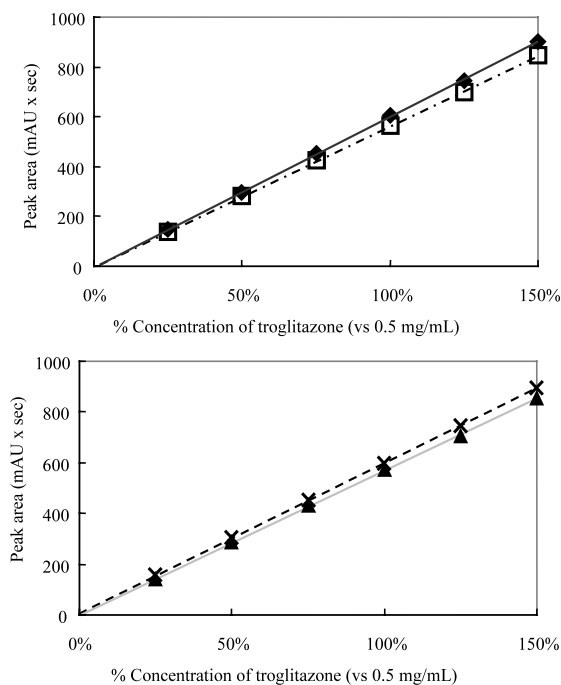 1000
800
600
400
200
0
Peak area (mAU x sec)
0% 50% 100% 150%
% Concentration of troglitazone (vs 0.5 mg/mL)
1000
800
600
400
200
0
Peak area (mAU x sec)
0% 50% 100% 150%
% Concentration of troglitazone (vs 0.5 mg/mL)